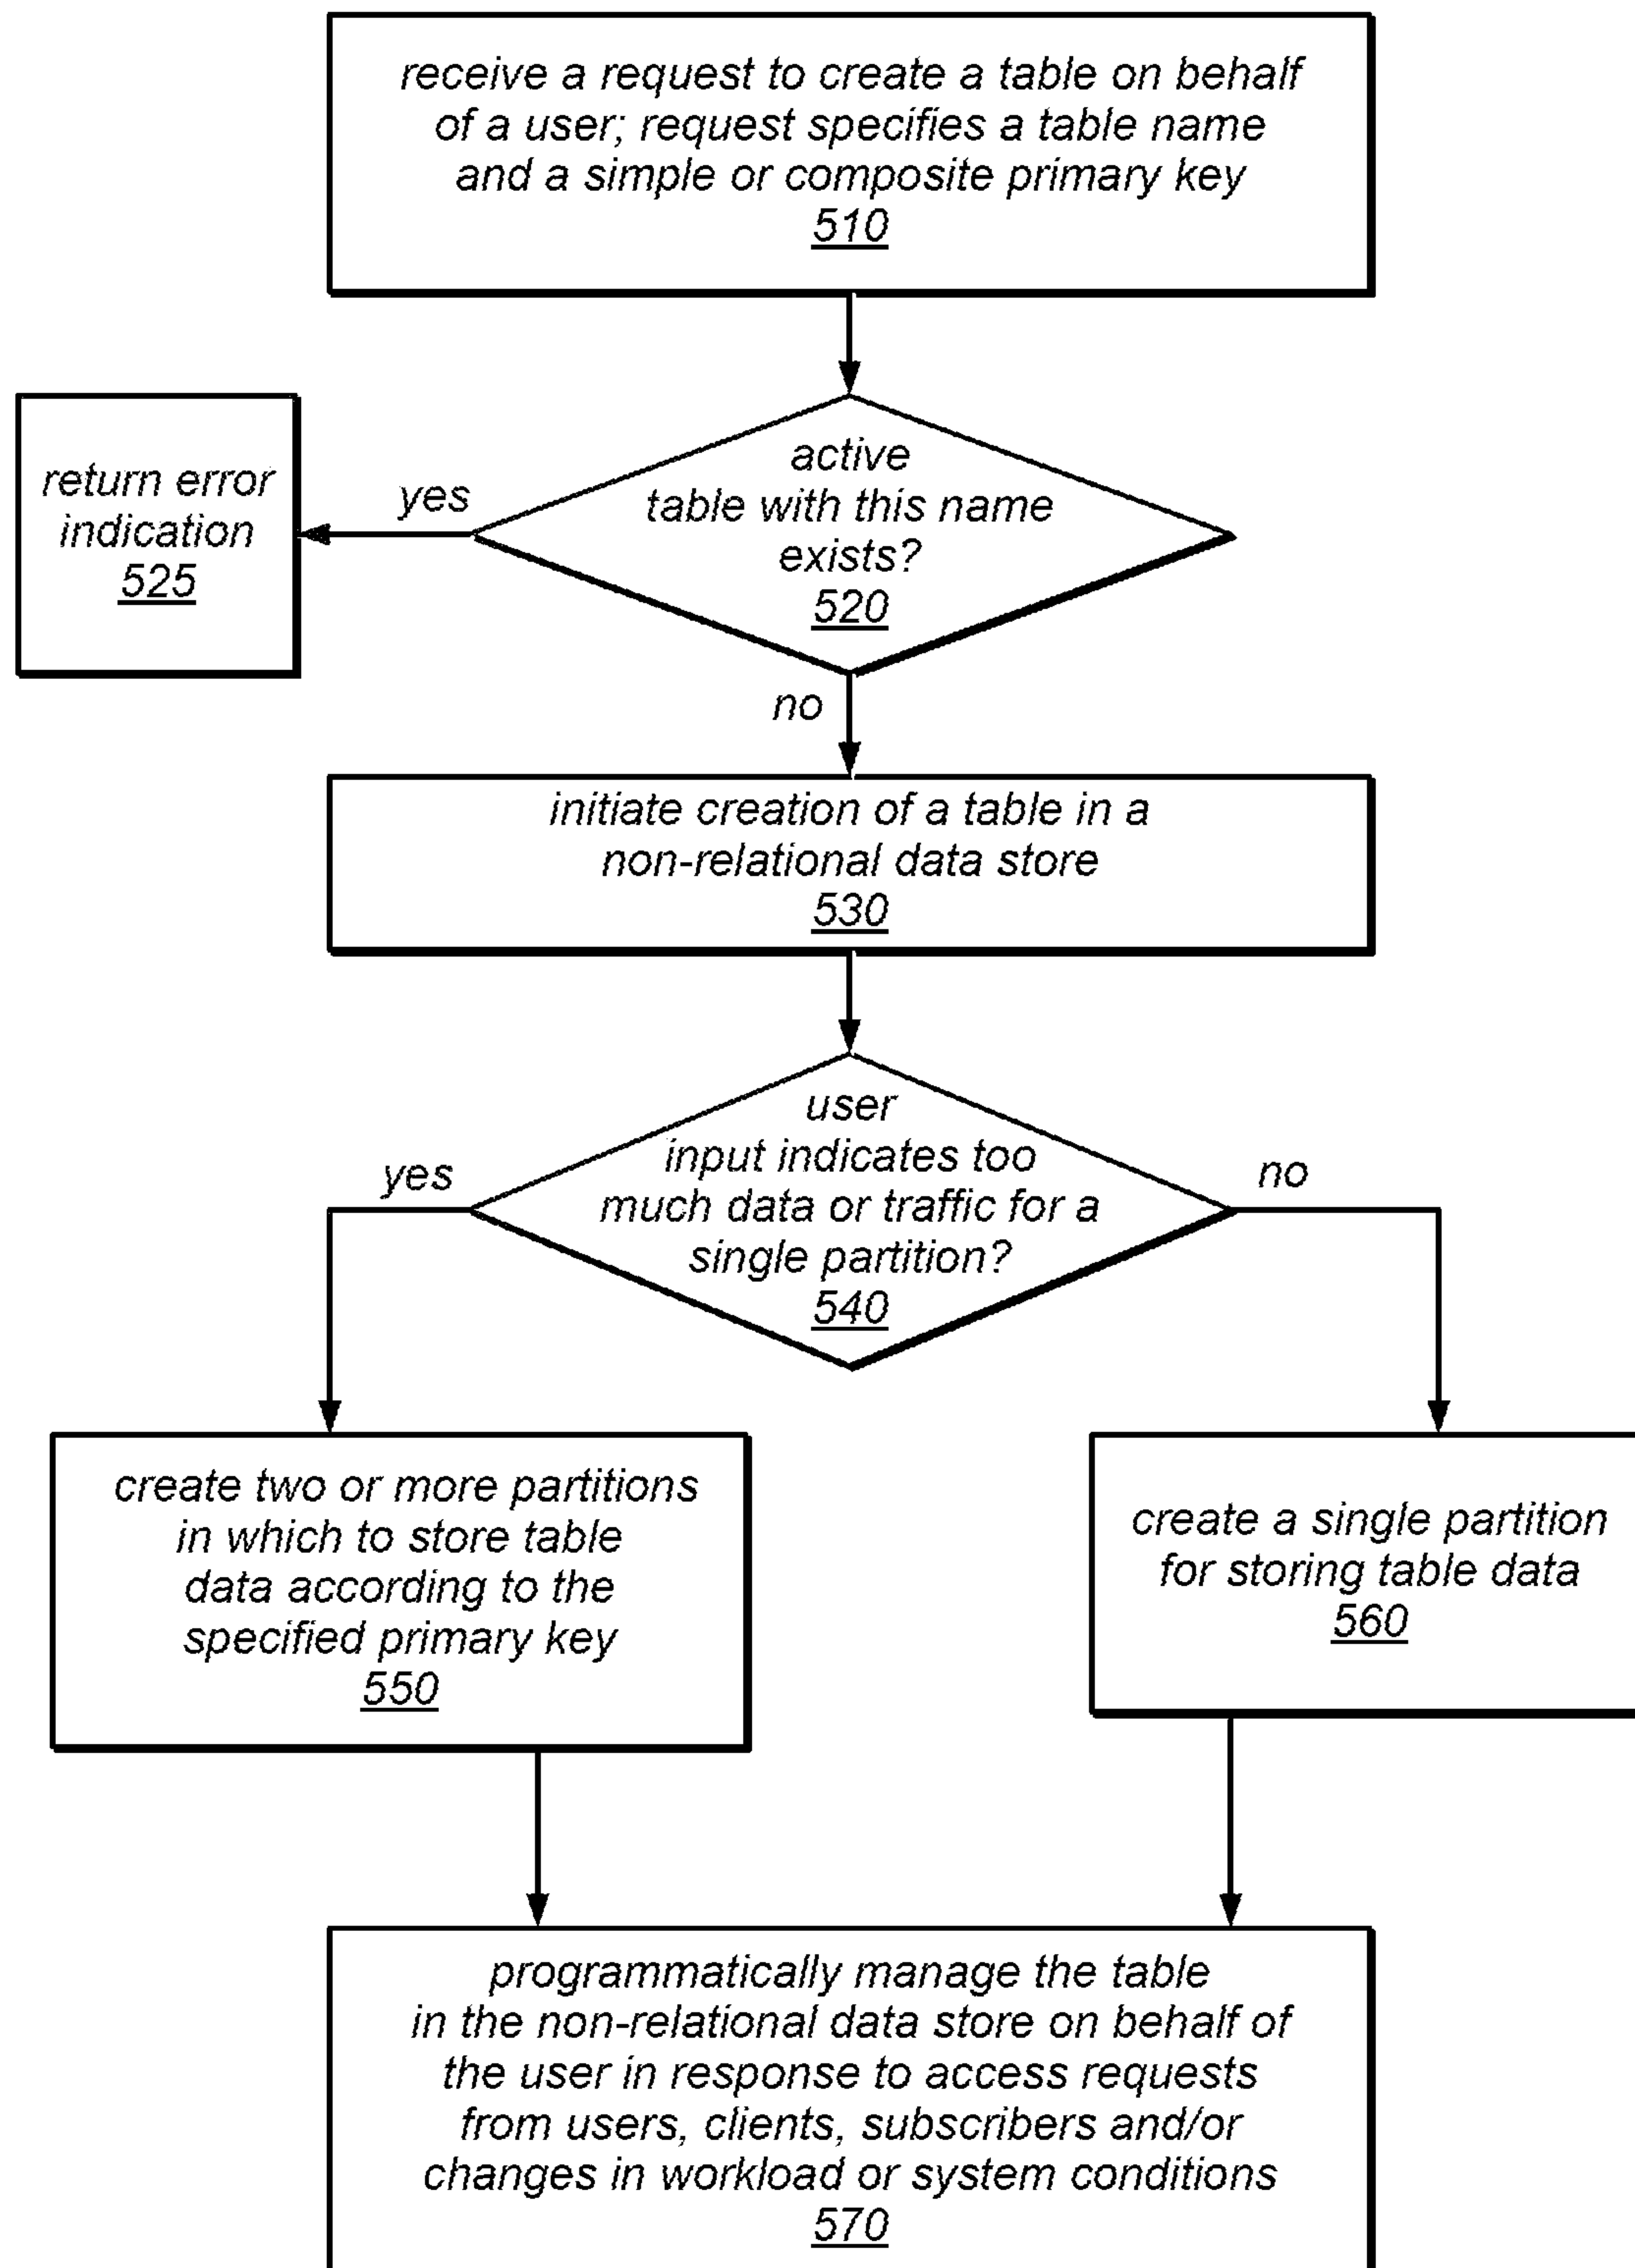 receive a request to create a table on behalf
of a user; request specifies a table name
and a simple or composite primary key
510
active
table with this name
exists?
520
yes
return error
indication
525
no
initiate creation of a table in a
non-relational data store
530
user
input indicates too
much data or traffic for a
single partition?
540
yes
no
create two or more partitions
in which to store table
data according to the
specified primary key
550
create a single partition
for storing table data
560
programmatically manage the table
in the non-relational data store on behalf of
the user in response to access requests
from users, clients, subscribers and/or
changes in workload or system conditions
570